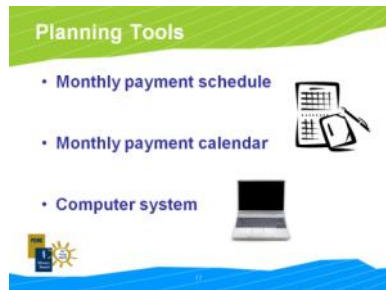 Planning Tools
• Monthly payment schedule
• Monthly payment calendar
• Computer system